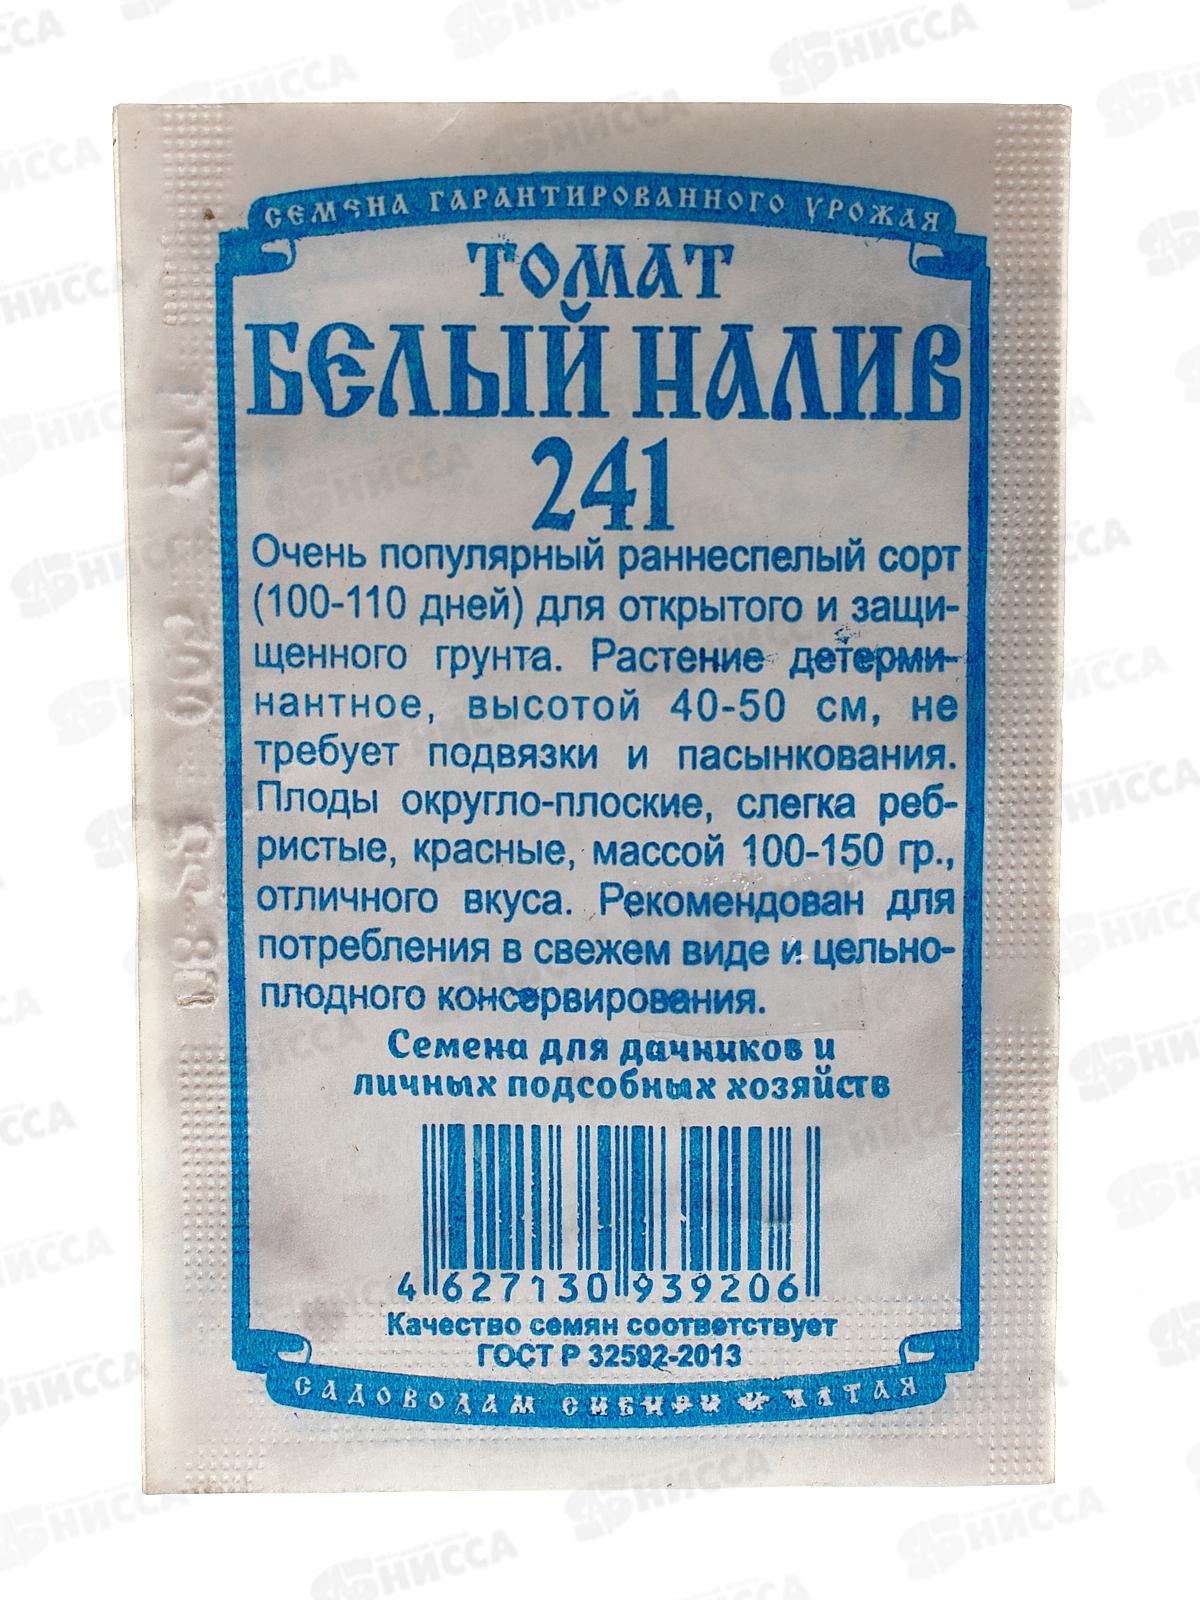 СЕМЕНА ГАРАНТИРОВАННОГО УРОЖАЯ
ТОМАТ
БЕЛЫЙ НАЛИВ
241
Очень популярный раннеспелый сорт
(100-110 дней) для открытого и защи-
щенного грунта. Растение детерми-
нантное, высотой 40-50 см, не
требует подвязки и пасынкования.
Плоды округло-плоские, слегка реб-
ристые, красные, массой 100-150 гр.,
отличного вкуса. Рекомендован для
потребления в свежем виде и цельно-
плодного консервирования.
Семена для дачников и
личных подсобных хозяйств
4 627130 939206
Качество семян соответствует
ГОСТ Р 32592-2013
САДОВОДАМ СИБИРИ И АЛТАЯ